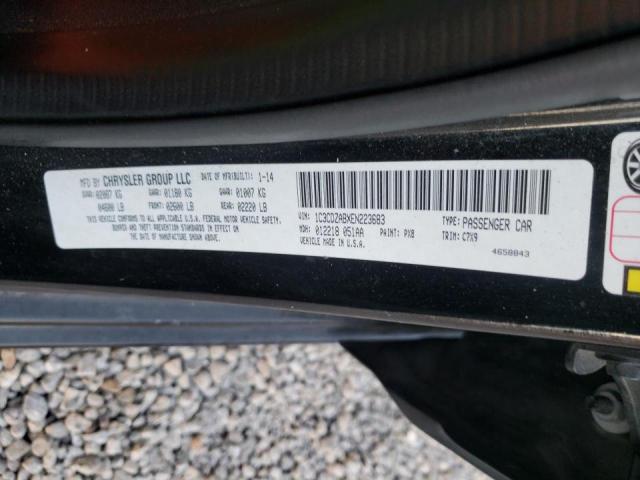 MFD BY CHRYSLER GROUP LLC DATE OF MFR(BUILT): 1-14
GVWR: 02087 KG GAWR: 01180 KG GAWR: 01007 KG
04600 LB FRONT: 02600 LB REAR: 02220 LB
THIS VEHICLE CONFORMS TO ALL APPLICABLE U.S. FEDERAL MOTOR VEHICLE SAFETY,
BUMPER AND THEFT PREVENTION STANDARDS IN EFFECT ON
THE DATE OF MANUFACTURE SHOWN ABOVE.
VIN: 1C3CDZABXEN223683 TYPE: PASSENGER CAR
MDH: 012218 051AA PAINT: PX8 TRIM: C7X9
VEHICLE MADE IN U.S.A.
4658843